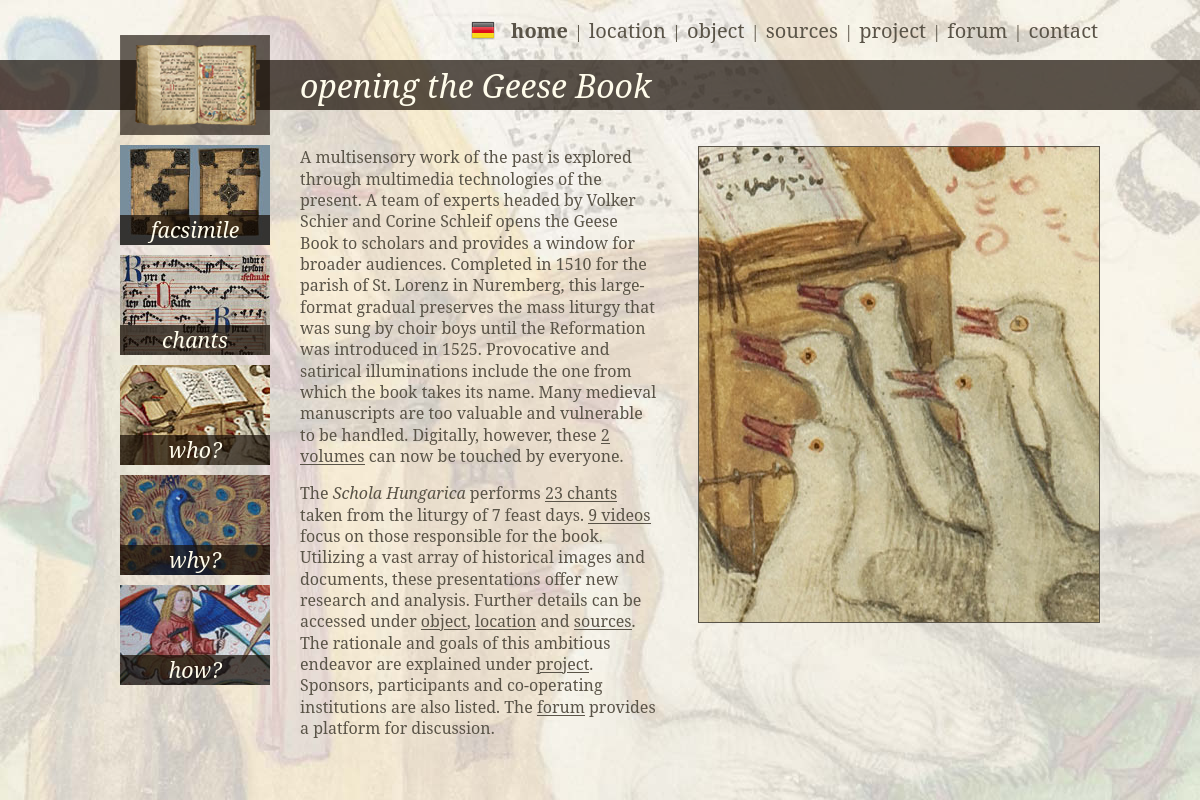 home | location | object | sources | project | forum | contact
opening the Geese Book
facsimile
chants
who?
why?
how?
A multisensory work of the past is explored
through multimedia technologies of the
present. A team of experts headed by Volker
Schier and Corine Schleif opens the Geese
Book to scholars and provides a window for
broader audiences. Completed in 1510 for the
parish of St. Lorenz in Nuremberg, this large-
format gradual preserves the mass liturgy that
was sung by choir boys until the Reformation
was introduced in 1525. Provocative and
satirical illuminations include the one from
which the book takes its name. Many medieval
manuscripts are too valuable and vulnerable
to be handled. Digitally, however, these 2
volumes can now be touched by everyone.
The Schola Hungarica performs 23 chants
taken from the liturgy of 7 feast days. 9 videos
focus on those responsible for the book.
Utilizing a vast array of historical images and
documents, these presentations offer new
research and analysis. Further details can be
accessed under object, location and sources.
The rationale and goals of this ambitious
endeavor are explained under project.
Sponsors, participants and co-operating
institutions are also listed. The forum provides
a platform for discussion.